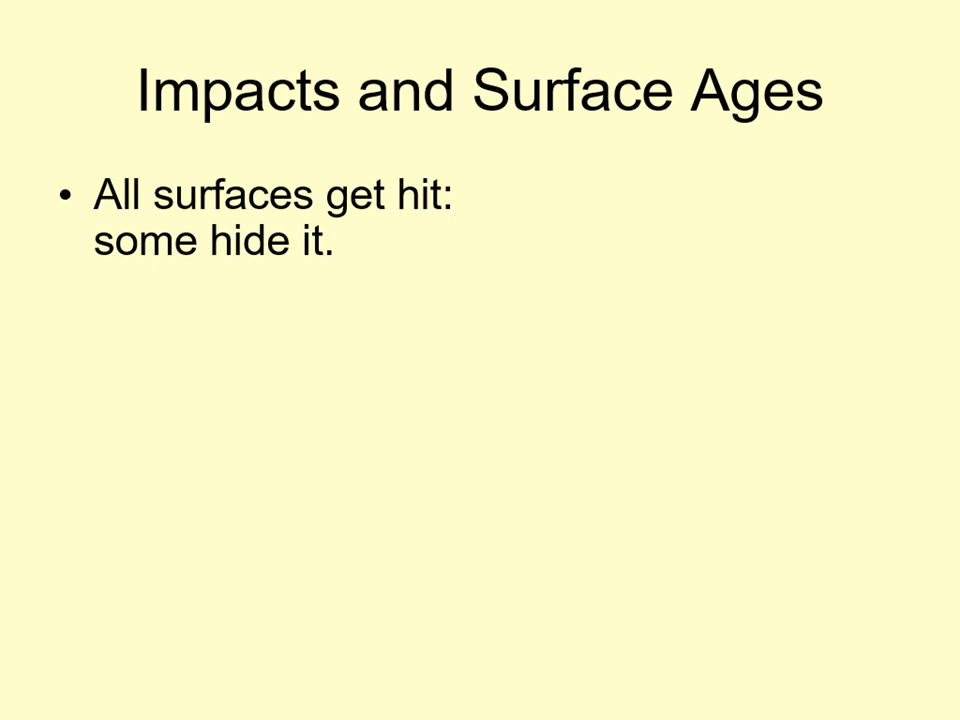 Impacts and Surface Ages
• All surfaces get hit:
some hide it.